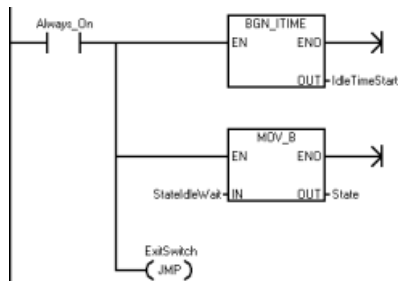 Always_On
BGN_ITIME
EN ENO
OUT IdleTimeStart
MOV_B
EN ENO
StateIdleWait IN OUT State
ExitSwitch
JMP